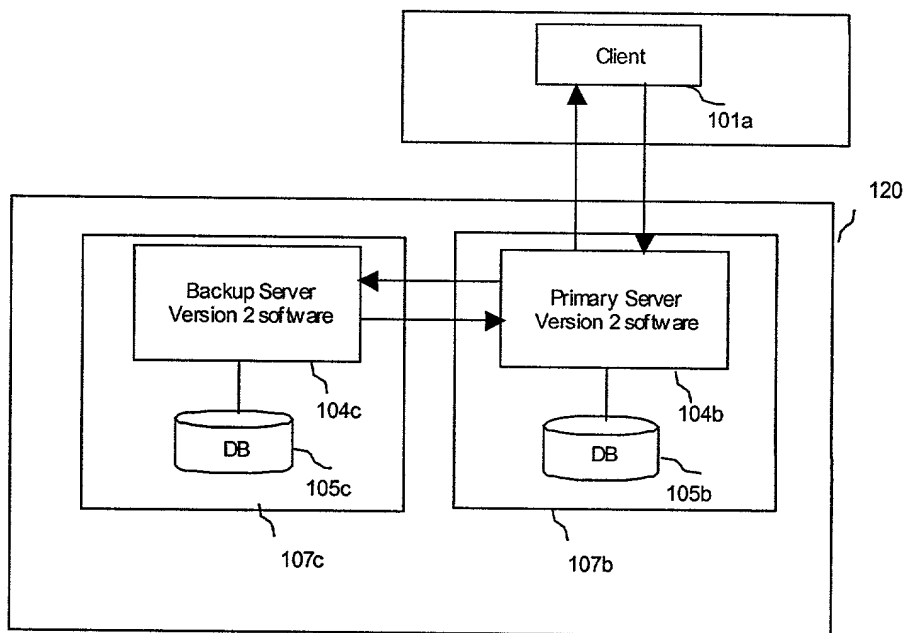 Client
101a
120
Backup Server
Version 2 software
Primary Server
Version 2 software
104c
104b
DB
DB
105c
105b
107c
107b